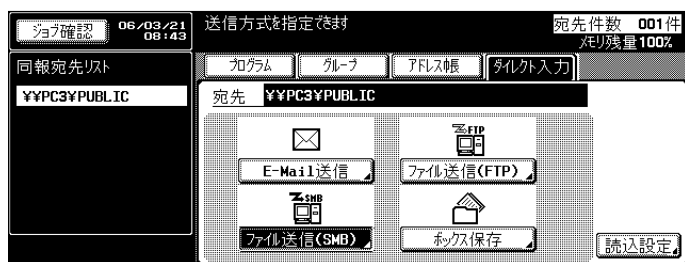 ジョブ確認
06/03/21
08:43
送信方式を指定できます
宛先件数 001件
メモリ残量100%
同報宛先リスト
プログラム
グループ
アドレス帳
ダイレクト入力
¥¥PC3¥PUBLIC
宛先 ¥¥PC3¥PUBLIC
FTP
E-Mail送信
ファイル送信(FTP)
SMB
ファイル送信(SMB)
ボックス保存
読込設定